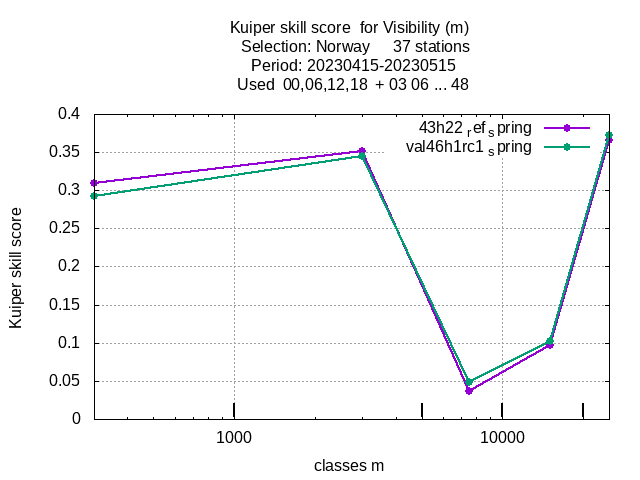 Kuiper skill score  for Visibility (m)
Selection: Norway     37 stations
Period: 20230415-20230515
Used  00,06,12,18  + 03 06 ... 48
43h22 ref spring
val46h1rc1 spring
0.4
0.35
0.3
0.25
0.2
0.15
0.1
0.05
0
Kuiper skill score
1000
10000
classes m